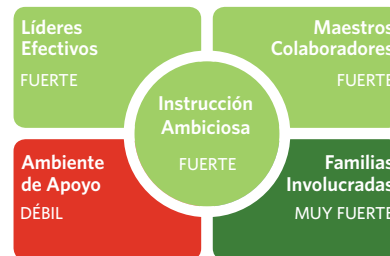 Líderes
Efectivos
FUERTE
Maestros
Colaboradores
FUERTE
Instrucción
Ambiciosa
FUERTE
Ambiente
de Apoyo
DÉBIL
Familias
Involucradas
MUY FUERTE